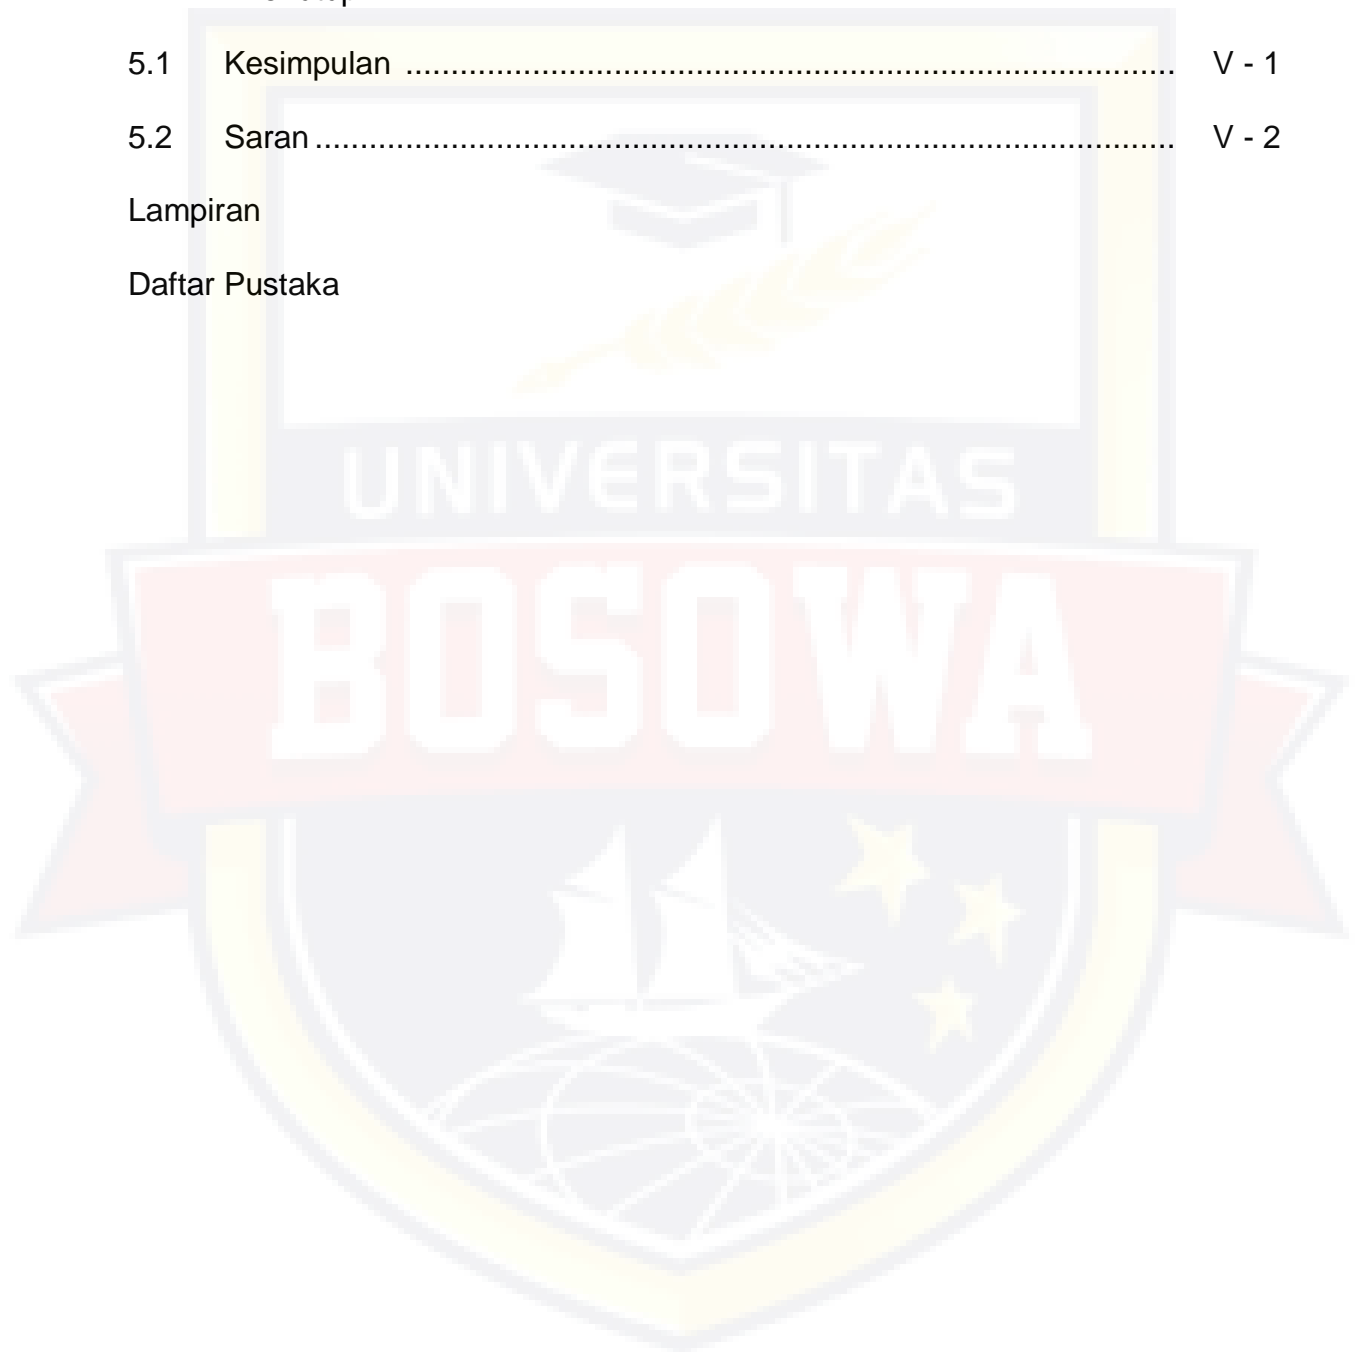 5.1 Kesimpulan ........................................................................................ V - 1
5.2 Saran .................................................................................................. V - 2
Lampiran
Daftar Pustaka
UNIVERSITAS
BOSOWA